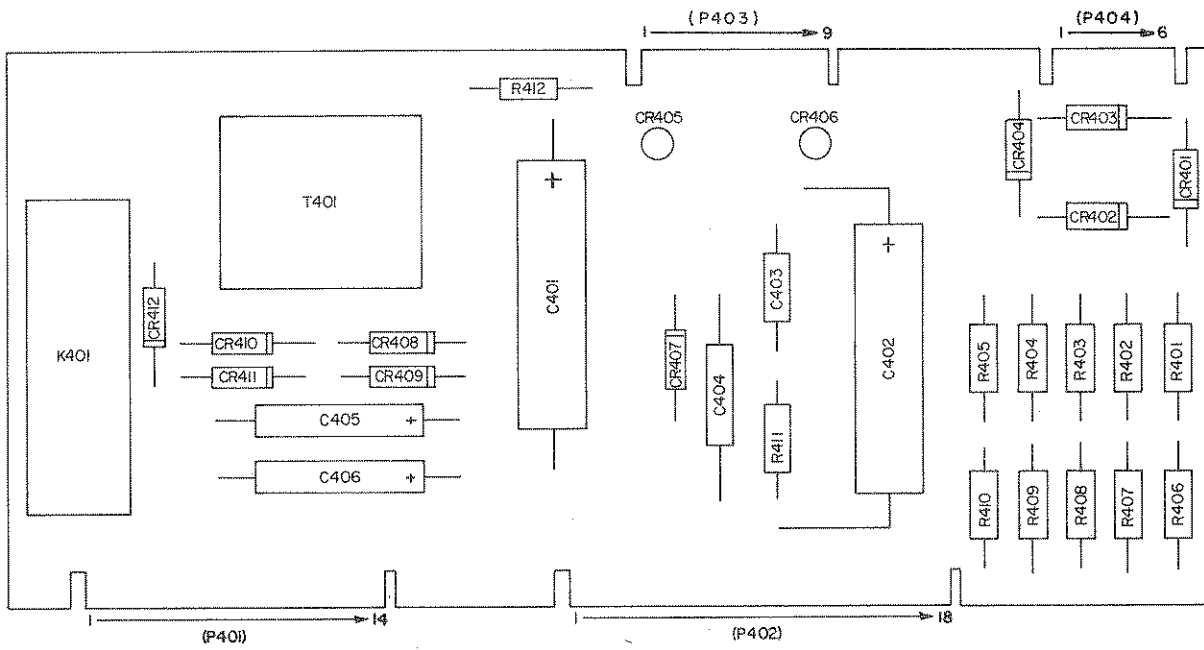 (P403)
1 9
(P404)
1 6
R412
CR405
CR406
CR404
CR403
CR401
CR402
T401
+
C401
K401
CR412
CR410
CR408
CR411
CR409
C405 +
C406 +
CR407
C404
C403
R411
+
C402
R405
R404
R403
R402
R401
R410
R409
R408
R407
R406
1 14
(P401)
1 18
(P402)